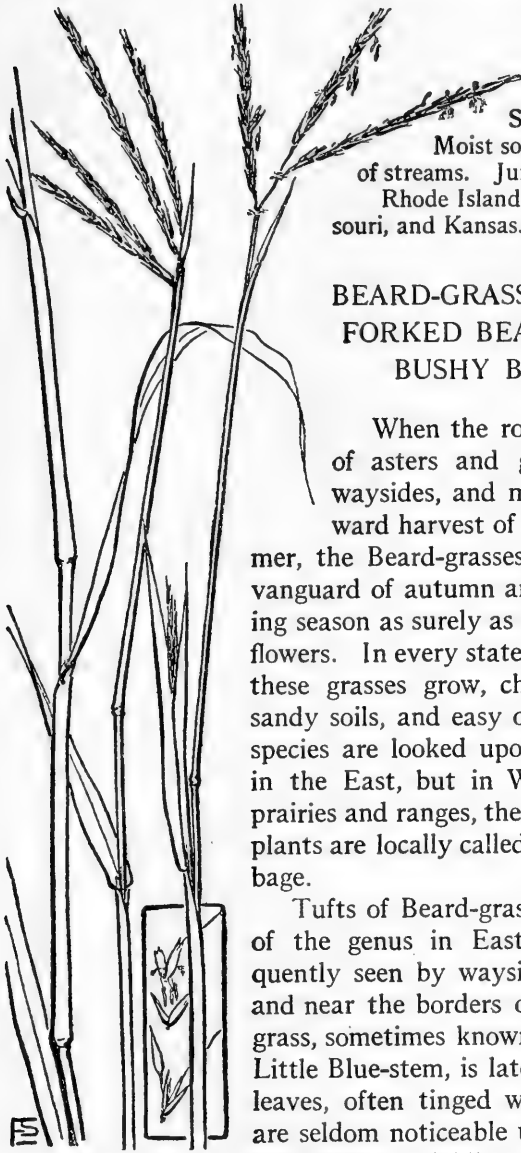 S
Moist so
of streams. Ju
Rhode Island
souri, and Kansas.
BEARD-GRASS
FORKED BEA
BUSHY B
When the ro
of asters and g
waysides, and m
ward harvest of
mer, the Beard-grasses
vanguard of autumn a
ing season as surely as
flowers. In every state
these grasses grow, ch
sandy soils, and easy o
species are looked upo
in the East, but in W
prairies and ranges, the
plants are locally called
bage.
Tufts of Beard-gras
of the genus in East
quently seen by waysi
and near the borders o
grass, sometimes known
Little Blue-stem, is late
leaves, often tinged w
are seldom noticeable